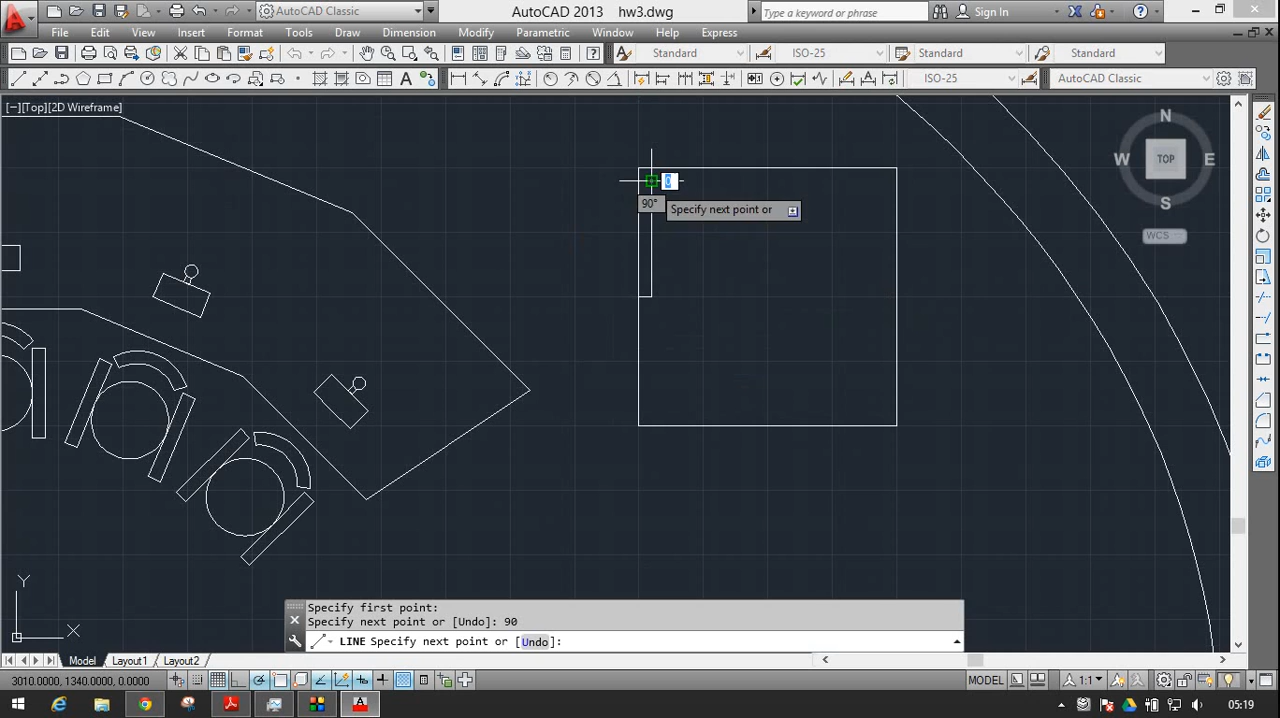 AutoCAD Classic
AutoCAD 2013 hw3.dwg
Type a keyword or phrase
Sign In
File Edit View Insert Format Tools Draw Dimension Modify Parametric Window Help Express
Standard ISO-25 Standard Standard
ISO-25 AutoCAD Classic
[−][Top][2D Wireframe]
N
W TOP E
S
WCS
0
90°
Specify next point or
Y
X
Specify first point:
Specify next point or [Undo]: 90
LINE Specify next point or [Undo]:
Model Layout1 Layout2
3010.0000, 1340.0000, 0.0000
MODEL
1:1
05:19